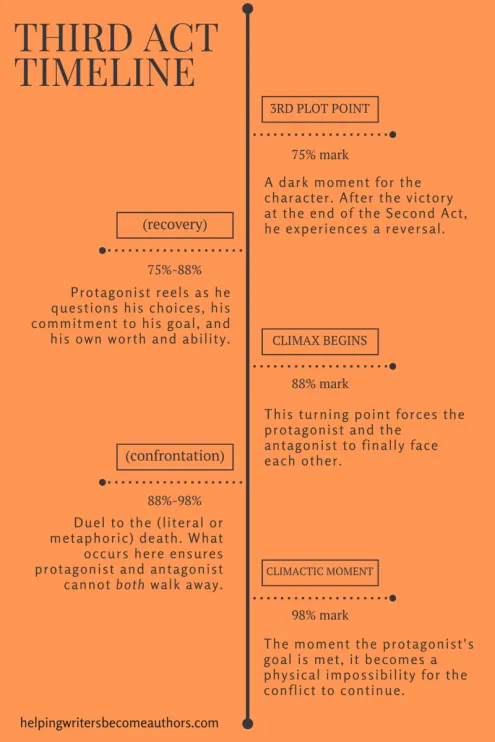 THIRD ACT
TIMELINE
3RD PLOT POINT
75% mark
A dark moment for the
character. After the victory
at the end of the Second Act,
he experiences a reversal.
(recovery)
75%-88%
Protagonist reels as he
questions his choices, his
commitment to his goal, and
his own worth and ability.
CLIMAX BEGINS
88% mark
This turning point forces the
protagonist and the
antagonist to finally face
each other.
(confrontation)
88%-98%
Duel to the (literal or
metaphoric) death. What
occurs here ensures
protagonist and antagonist
cannot both walk away.
CLIMACTIC MOMENT
98% mark
The moment the protagonist's
goal is met, it becomes a
physical impossibility for the
conflict to continue.
helpingwritersbecomeauthors.com